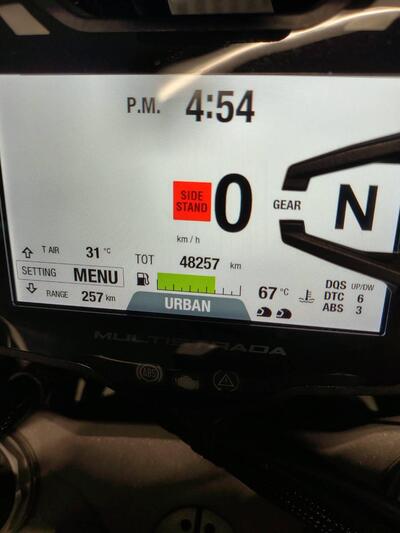 P.M. 4:54
SIDE
STAND
0
GEAR
N
km/h
T AIR 31 °C
SETTING MENU
RANGE 257 km
TOT 48257 km
URBAN
67 °C
DQS UP/DW
DTC 6
ABS 3
MULTISTRADA
ABS